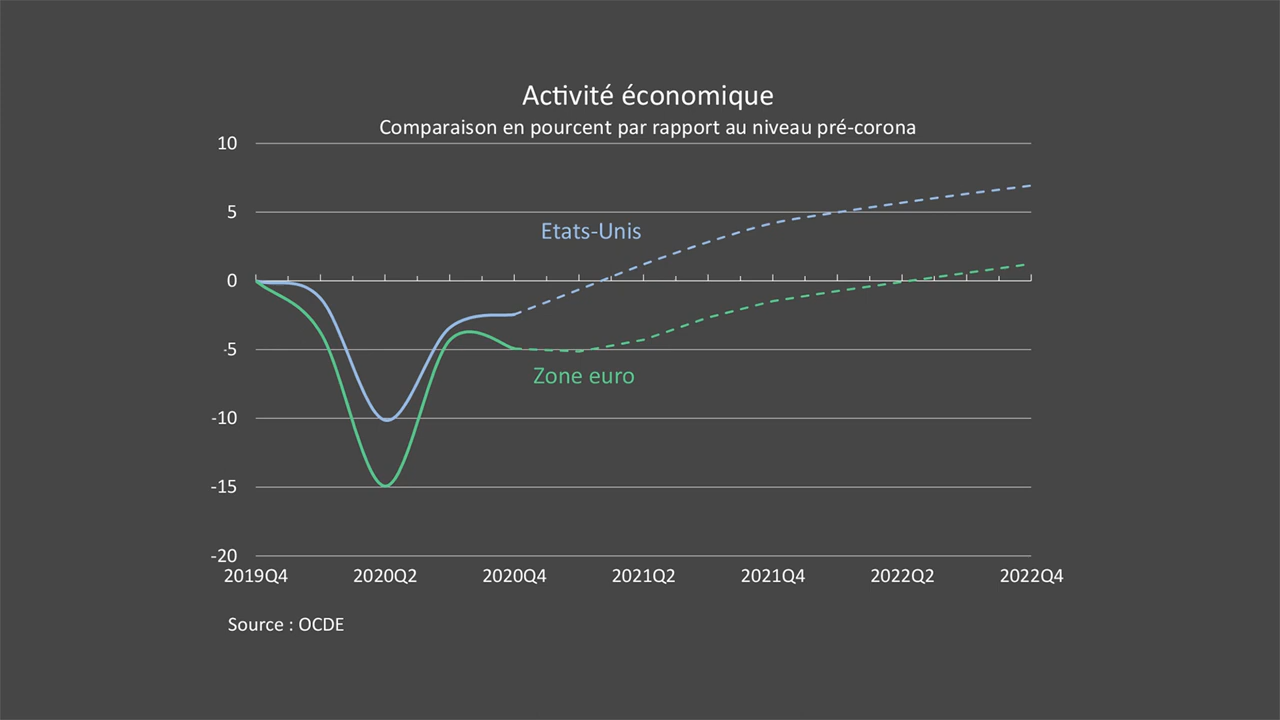 Activité économique
Comparaison en pourcent par rapport au niveau pré-corona
10
5
Etats-Unis
0
-5
Zone euro
-10
-15
-20
2019Q4 2020Q2 2020Q4 2021Q2 2021Q4 2022Q2 2022Q4
Source : OCDE